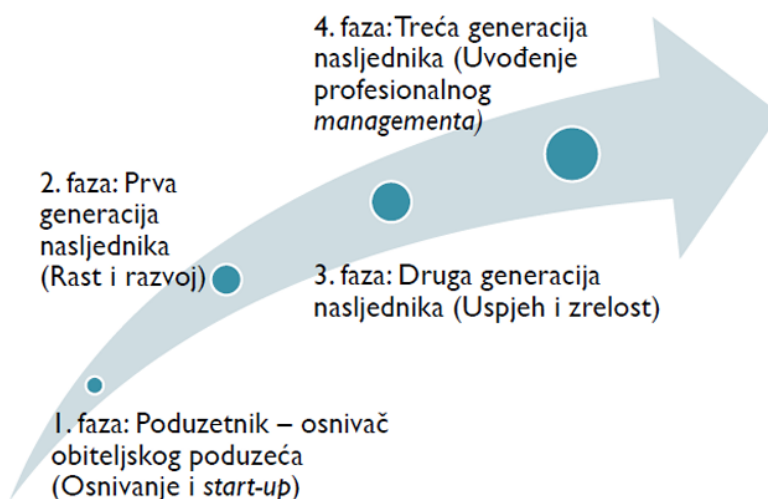 4. faza:Treća generacija
nasljednika (Uvođenje
profesionalnog
managementa)
2. faza: Prva
generacija
nasljednika
(Rast i razvoj)
3. faza: Druga generacija
nasljednika (Uspjeh i zrelost)
1. faza: Poduzetnik – osnivač
obiteljskog poduzeća
(Osnivanje i start-up)